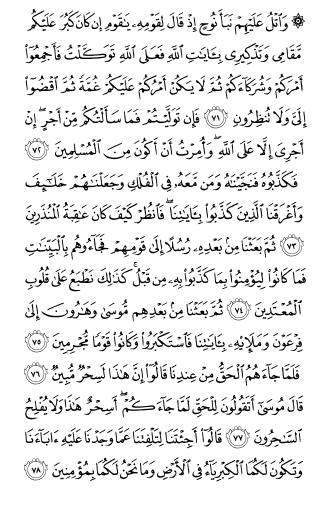 ۞ وَٱتۡلُ عَلَيۡهِمۡ نَبَأَ نُوحٍ إِذۡ قَالَ لِقَوۡمِهِۦ يَٰقَوۡمِ إِن كَانَ كَبُرَ عَلَيۡكُم
مَّقَامِي وَتَذۡكِيرِي بِـَٔايَٰتِ ٱللَّهِ فَعَلَى ٱللَّهِ تَوَكَّلۡتُ فَأَجۡمِعُوٓاْ
أَمۡرَكُمۡ وَشُرَكَآءَكُمۡ ثُمَّ لَا يَكُنۡ أَمۡرُكُمۡ عَلَيۡكُمۡ غُمَّةٗ ثُمَّ ٱقۡضُوٓاْ
إِلَيَّ وَلَا تُنظِرُونِ ٧١ فَإِن تَوَلَّيۡتُمۡ فَمَا سَأَلۡتُكُم مِّنۡ أَجۡرٍۖ إِنۡ
أَجۡرِيَ إِلَّا عَلَى ٱللَّهِۖ وَأُمِرۡتُ أَنۡ أَكُونَ مِنَ ٱلۡمُسۡلِمِينَ ٧٢
فَكَذَّبُوهُ فَنَجَّيۡنَٰهُ وَمَن مَّعَهُۥ فِي ٱلۡفُلۡكِ وَجَعَلۡنَٰهُمۡ خَلَٰٓئِفَ
وَأَغۡرَقۡنَا ٱلَّذِينَ كَذَّبُواْ بِـَٔايَٰتِنَاۖ فَٱنظُرۡ كَيۡفَ كَانَ عَٰقِبَةُ ٱلۡمُنذَرِينَ
٧٣ ثُمَّ بَعَثۡنَا مِنۢ بَعۡدِهِۦ رُسُلًا إِلَىٰ قَوۡمِهِمۡ فَجَآءُوهُم بِٱلۡبَيِّنَٰتِ
فَمَا كَانُواْ لِيُؤۡمِنُواْ بِمَا كَذَّبُواْ بِهِۦ مِن قَبۡلُۚ كَذَٰلِكَ نَطۡبَعُ عَلَىٰ قُلُوبِ
ٱلۡمُعۡتَدِينَ ٧٤ ثُمَّ بَعَثۡنَا مِنۢ بَعۡدِهِم مُّوسَىٰ وَهَٰرُونَ إِلَىٰ
فِرۡعَوۡنَ وَمَلَإِيْهِۦ بِـَٔايَٰتِنَا فَٱسۡتَكۡبَرُواْ وَكَانُواْ قَوۡمٗا مُّجۡرِمِينَ ٧٥
فَلَمَّا جَآءَهُمُ ٱلۡحَقُّ مِنۡ عِندِنَا قَالُوٓاْ إِنَّ هَٰذَا لَسِحۡرٞ مُّبِينٞ ٧٦
قَالَ مُوسَىٰٓ أَتَقُولُونَ لِلۡحَقِّ لَمَّا جَآءَكُمۡۖ أَسِحۡرٌ هَٰذَا وَلَا يُفۡلِحُ
ٱلسَّٰحِرُونَ ٧٧ قَالُوٓاْ أَجِئۡتَنَا لِتَلۡفِتَنَا عَمَّا وَجَدۡنَا عَلَيۡهِ ءَابَآءَنَا
وَتَكُونَ لَكُمَا ٱلۡكِبۡرِيَآءُ فِي ٱلۡأَرۡضِ وَمَا نَحۡنُ لَكُمَا بِمُؤۡمِنِينَ ٧٨